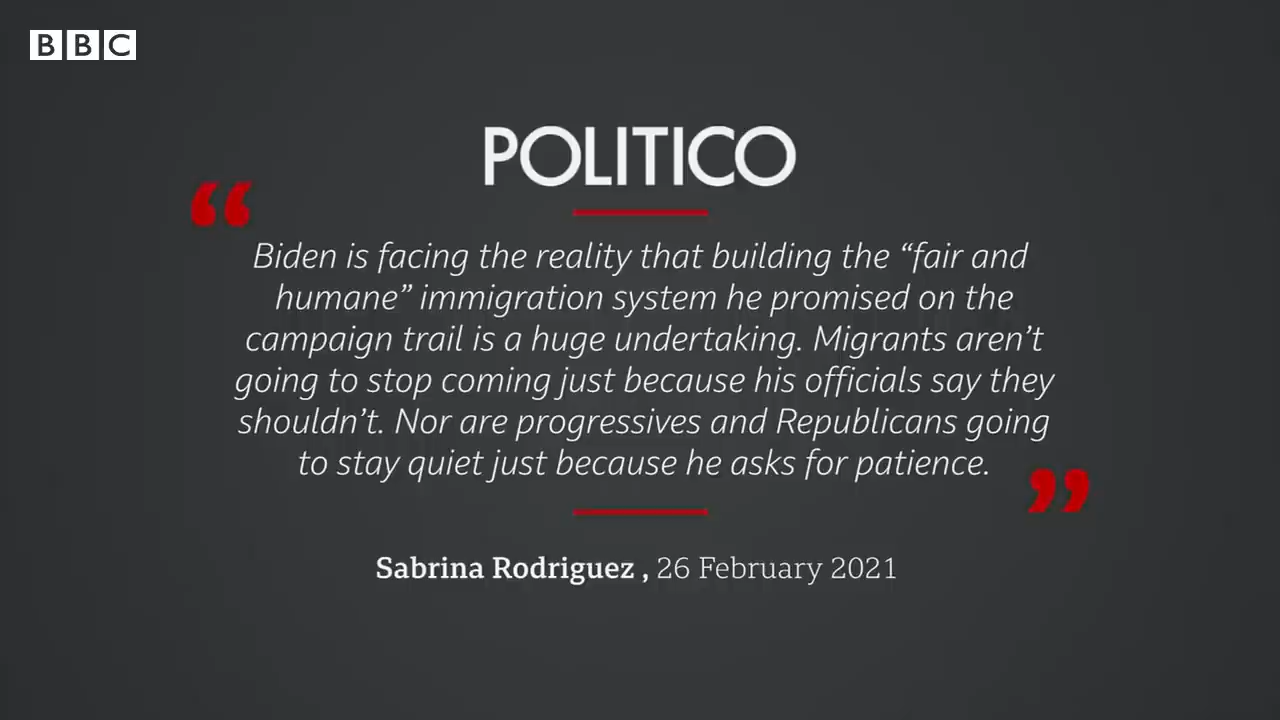 BBC
POLITICO
“
Biden is facing the reality that building the “fair and
humane” immigration system he promised on the
campaign trail is a huge undertaking. Migrants aren’t
going to stop coming just because his officials say they
shouldn’t. Nor are progressives and Republicans going
to stay quiet just because he asks for patience.
”
Sabrina Rodriguez , 26 February 2021